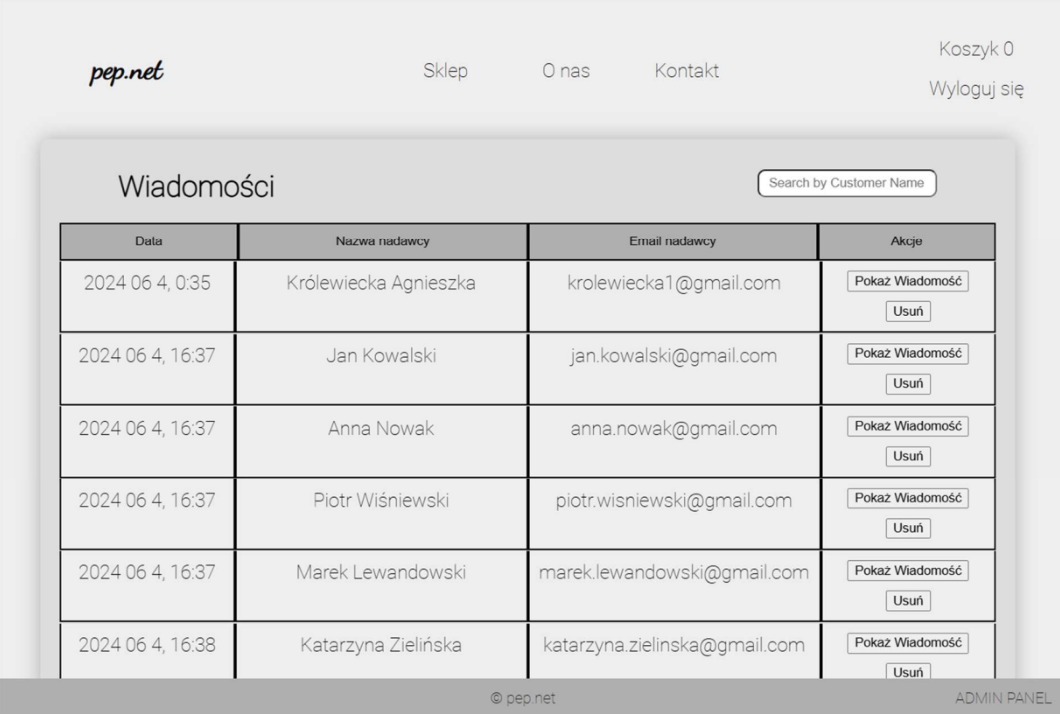 pep.net
Sklep O nas Kontakt
Koszyk 0
Wyloguj się
Wiadomości
Search by Customer Name
Data Nazwa nadawcy Email nadawcy Akcje
2024 06 4, 0:35 Królewiecka Agnieszka krolewiecka1@gmail.com Pokaż Wiadomość
Usuń
2024 06 4, 16:37 Jan Kowalski jan.kowalski@gmail.com Pokaż Wiadomość
Usuń
2024 06 4, 16:37 Anna Nowak anna.nowak@gmail.com Pokaż Wiadomość
Usuń
2024 06 4, 16:37 Piotr Wiśniewski piotr.wisniewski@gmail.com Pokaż Wiadomość
Usuń
2024 06 4, 16:37 Marek Lewandowski marek.lewandowski@gmail.com Pokaż Wiadomość
Usuń
2024 06 4, 16:38 Katarzyna Zielińska katarzyna.zielinska@gmail.com Pokaż Wiadomość
Usuń
© pep.net ADMIN PANEL